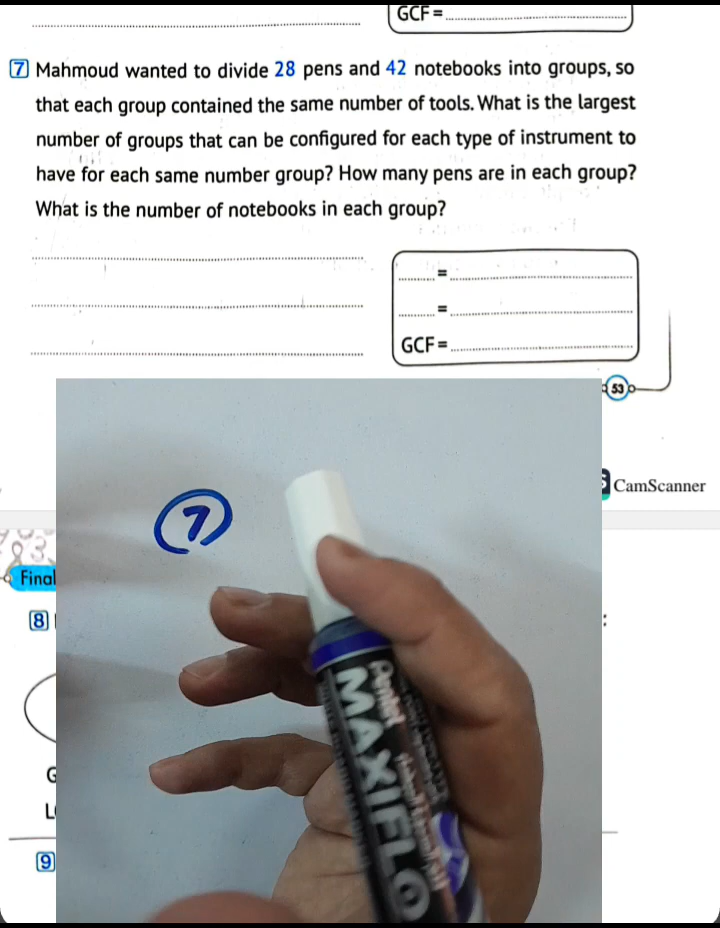 GCF =
7 Mahmoud wanted to divide 28 pens and 42 notebooks into groups, so
that each group contained the same number of tools. What is the largest
number of groups that can be configured for each type of instrument to
have for each same number group? How many pens are in each group?
What is the number of notebooks in each group?
=
=
GCF =
53
CamScanner
7
Final
8 :
G
L
9
Pentel
MAXIFLO